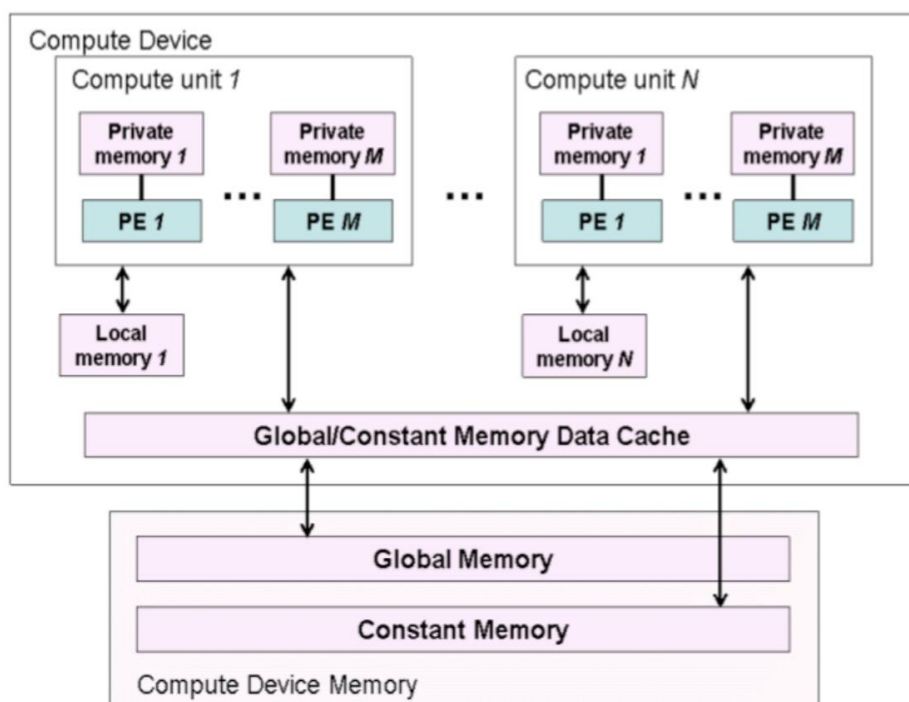 Compute Device
Compute unit 1
Private
memory 1
Private
memory M
PE 1
PE M
Local
memory 1
...
Compute unit N
Private
memory 1
Private
memory M
...
PE 1
PE M
Local
memory N
...
Global/Constant Memory Data Cache
Global Memory
Constant Memory
Compute Device Memory